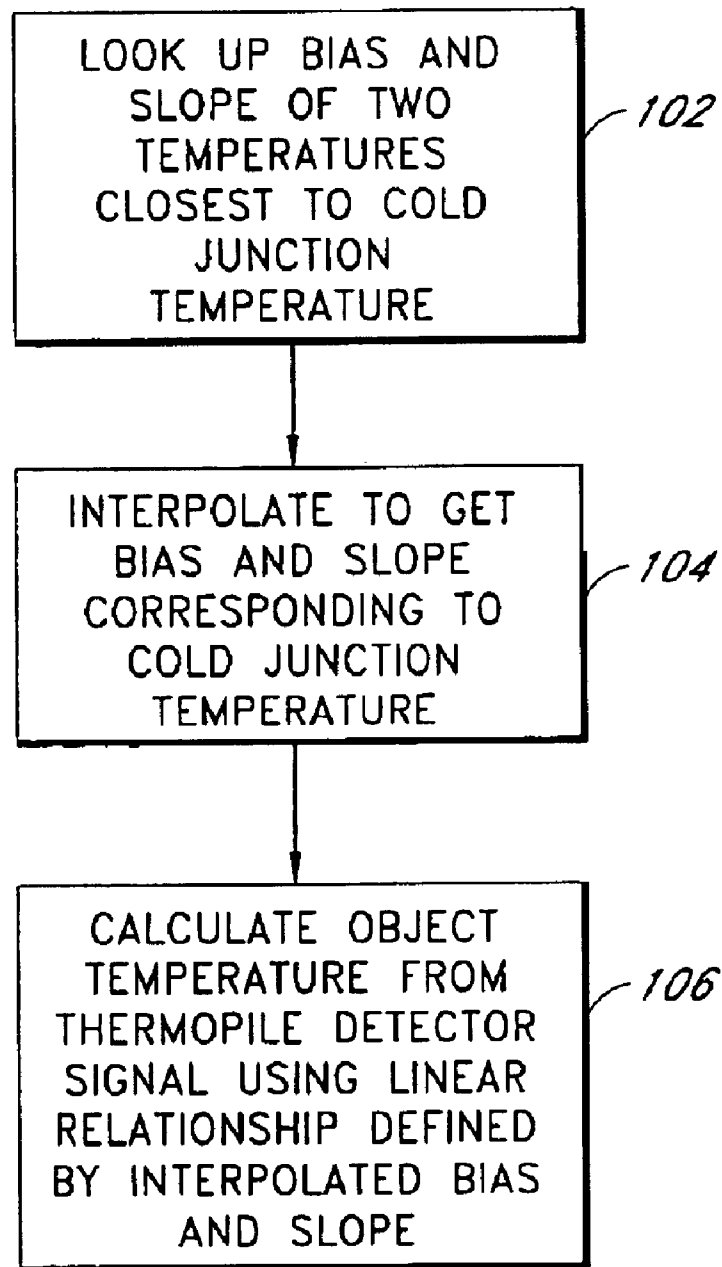 LOOK UP BIAS AND
SLOPE OF TWO
TEMPERATURES
CLOSEST TO COLD
JUNCTION
TEMPERATURE
102
INTERPOLATE TO GET
BIAS AND SLOPE
CORRESPONDING TO
COLD JUNCTION
TEMPERATURE
104
CALCULATE OBJECT
TEMPERATURE FROM
THERMOPILE DETECTOR
SIGNAL USING LINEAR
RELATIONSHIP DEFINED
BY INTERPOLATED BIAS
AND SLOPE
106